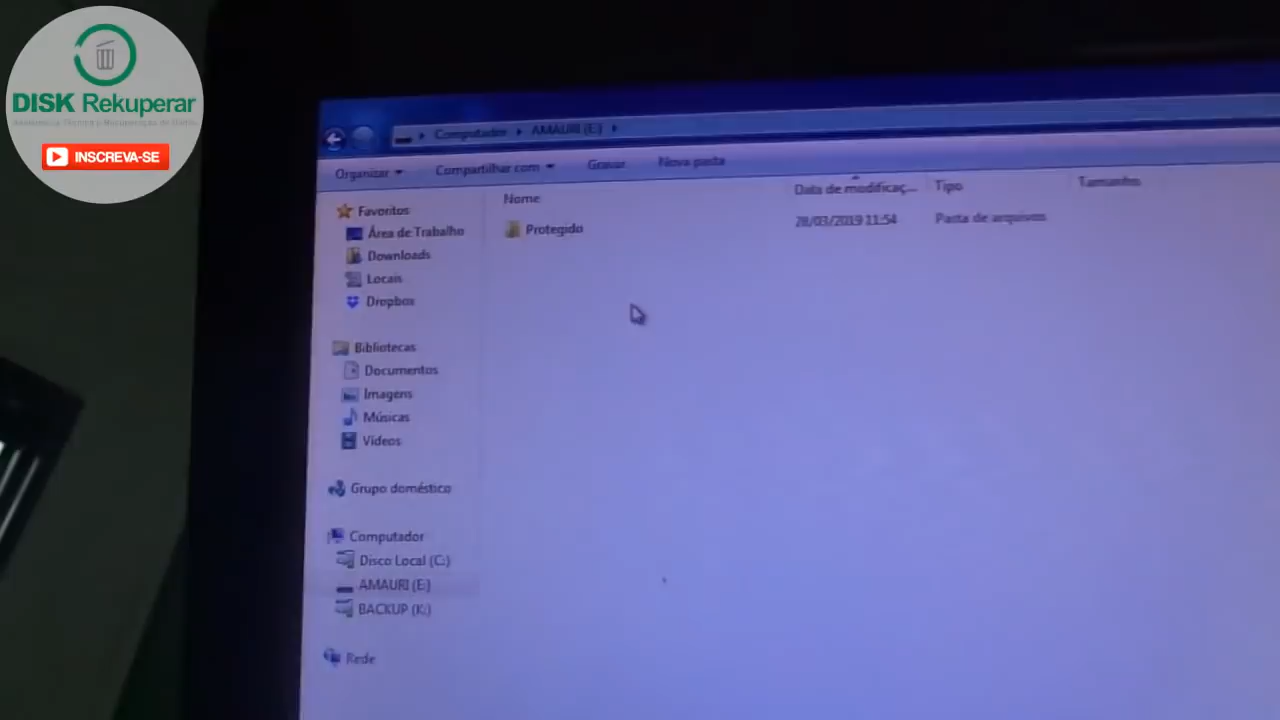 DISK Rekuperar
INSCREVA-SE
Computador AMAURI (E:)
Organizar Compartilhar com Gravar Nova pasta
Nome Data de modificaç... Tipo Tamanho
Protegido 28/03/2019 11:54 Pasta de arquivos
Favoritos
Área de Trabalho
Downloads
Locais
Dropbox
Bibliotecas
Documentos
Imagens
Músicas
Vídeos
Grupo doméstico
Computador
Disco Local (C:)
AMAURI (E:)
BACKUP (K:)
Rede